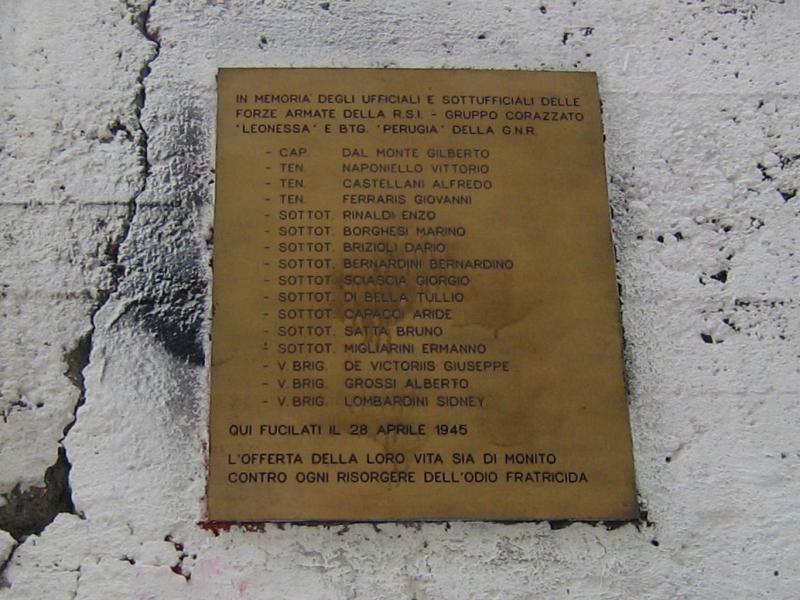 IN MEMORIA DEGLI UFFICIALI E SOTTUFFICIALI DELLE
FORZE ARMATE DELLA R.S.I. - GRUPPO CORAZZATO
"LEONESSA" E BTG. "PERUGIA" DELLA G.N.R.
- CAP. DAL MONTE GILBERTO
- TEN. NAPONIELLO VITTORIO
- TEN. CASTELLANI ALFREDO
- TEN. FERRARIS GIOVANNI
- SOTTOT. RINALDI ENZO
- SOTTOT. BORGHESI MARINO
- SOTTOT. BRIZIOLI DARIO
- SOTTOT. BERNARDINI BERNARDINO
- SOTTOT. SCIASCIA GIORGIO
- SOTTOT. DI BELLA TULLIO
- SOTTOT. CAPACCI ARIDE
- SOTTOT. SATTA BRUNO
- SOTTOT. MIGLIARINI ERMANNO
- V. BRIG. DE VICTORIIS GIUSEPPE
- V. BRIG. GROSSI ALBERTO
- V. BRIG. LOMBARDINI SIDNEY
QUI FUCILATI IL 28 APRILE 1945
L'OFFERTA DELLA LORO VITA SIA DI MONITO
CONTRO OGNI RISORGERE DELL'ODIO FRATRICIDA